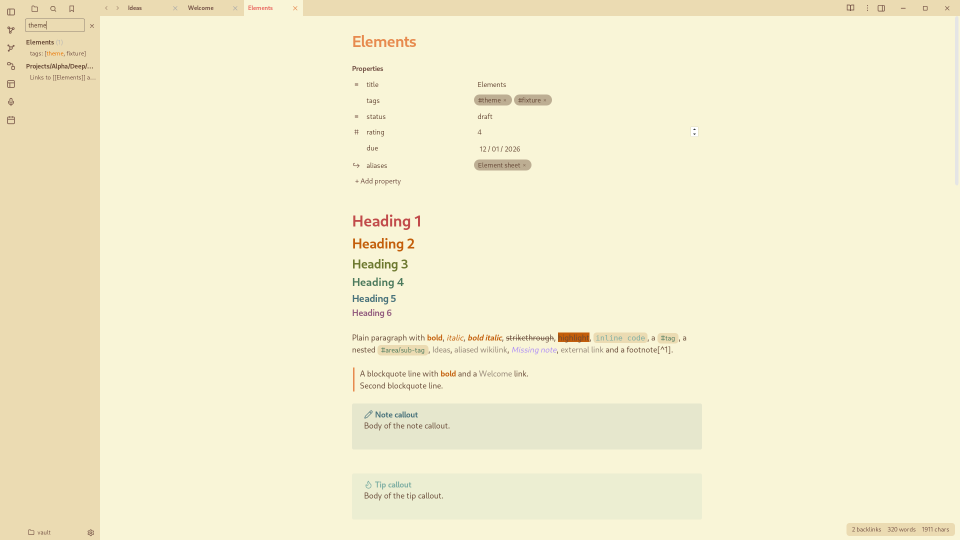 Ideas
Welcome
Elements
theme
Elements (1)
tags: [theme, fixture]
Projects/Alpha/Deep/...
Links to [[Elements]] a...
Elements
Properties
title Elements
tags #theme × #fixture ×
status draft
rating 4
due 12/01/2026
aliases Element sheet ×
+ Add property
Heading 1
Heading 2
Heading 3
Heading 4
Heading 5
Heading 6
Plain paragraph with bold, italic, bold italic, strikethrough, highlight, inline code, a #tag, a
nested #area/sub-tag, Ideas, aliased wikilink, Missing note, external link and a footnote[^1].
A blockquote line with bold and a Welcome link.
Second blockquote line.
Note callout
Body of the note callout.
Tip callout
Body of the tip callout.
vault
2 backlinks 320 words 1911 chars